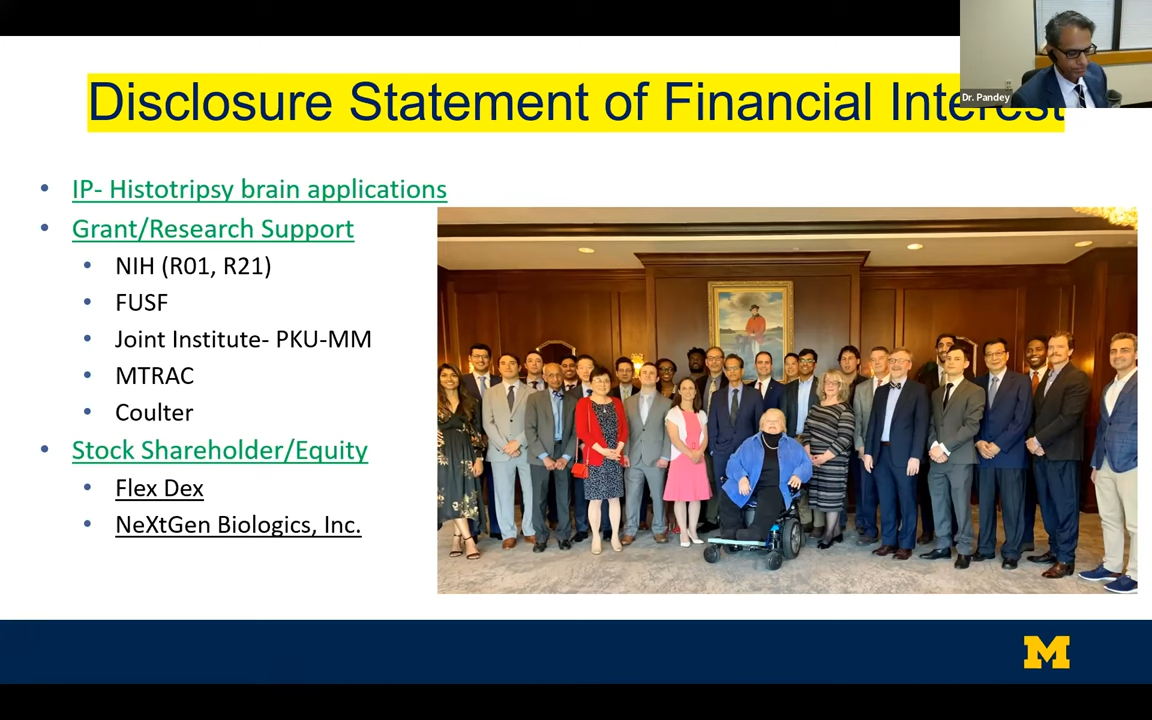 Disclosure Statement of Financial Interest
Dr. Pandey
IP- Histotripsy brain applications
Grant/Research Support
NIH (R01, R21)
FUSF
Joint Institute- PKU-MM
MTRAC
Coulter
Stock Shareholder/Equity
Flex Dex
NeXtGen Biologics, Inc.
M